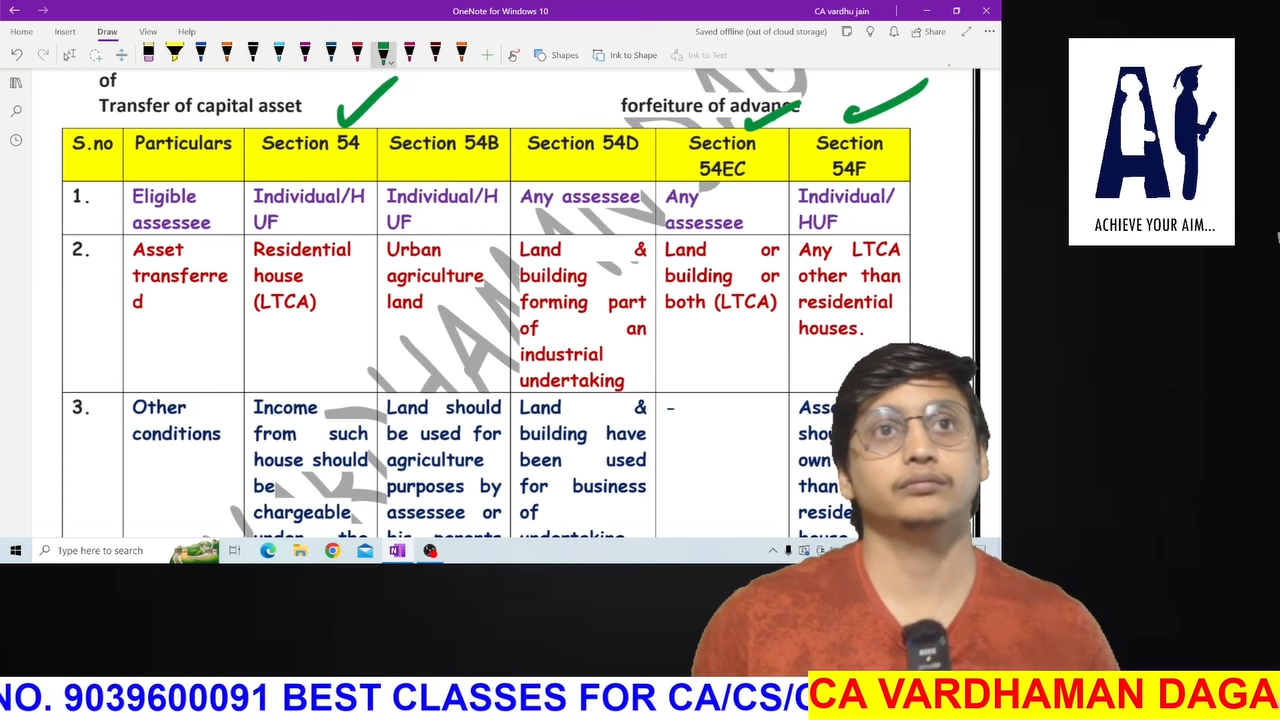 OneNote for Windows 10
CA vardhu jain
Home Insert Draw View Help
Saved offline (out of cloud storage)
Share
Shapes
Ink to Shape
Ink to Text
of
Transfer of capital asset
forfeiture of advance
S.no Particulars Section 54 Section 54B Section 54D Section 54EC Section 54F
1. Eligible assessee Individual/HUF Individual/HUF Any assessee Any assessee Individual/HUF
2. Asset transferred Residential house (LTCA) Urban agriculture land Land & building forming part of an industrial undertaking Land or building or both (LTCA) Any LTCA other than residential houses.
3. Other conditions Income from such house should be chargeable under the Land should be used for agriculture purposes by assessee or his parents Land & building have been used for business of undertaking - 
Type here to search
ACHIEVE YOUR AIM...
NO. 9039600091 BEST CLASSES FOR CA/CS/C
CA VARDHAMAN DAGA